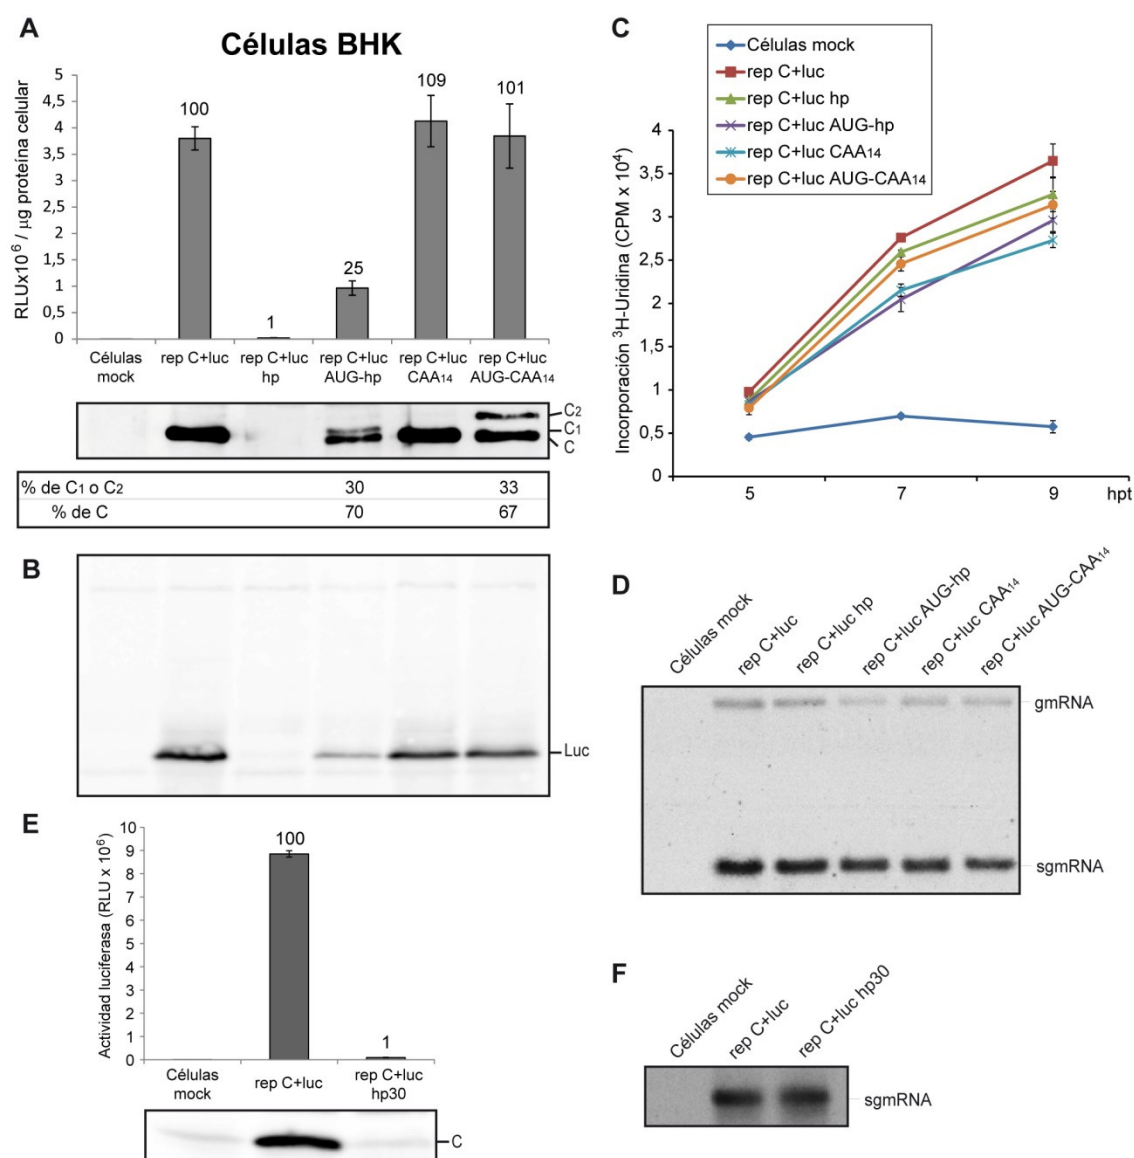 A
Células BHK
RLUx10⁶ / µg proteína celular
5
4,5
4
3,5
3
2,5
2
1,5
1
0,5
0
100
1
25
109
101
Células mock
rep C+luc
rep C+luc hp
rep C+luc AUG-hp
rep C+luc CAA₁₄
rep C+luc AUG-CAA₁₄
C₂
C₁
C
% de C₁ o C₂ 30 33
% de C 70 67
B
Luc
C
Células mock
rep C+luc
rep C+luc hp
rep C+luc AUG-hp
rep C+luc CAA₁₄
rep C+luc AUG-CAA₁₄
Incorporación ³H-Uridina (CPM x 10⁴)
4
3,5
3
2,5
2
1,5
1
0,5
0
5 7 9 hpt
D
Células mock
rep C+luc
rep C+luc hp
rep C+luc AUG-hp
rep C+luc CAA₁₄
rep C+luc AUG-CAA₁₄
gmRNA
sgmRNA
E
Actividad luciferasa (RLU x 10⁶)
10
9
8
7
6
5
4
3
2
1
0
100
1
Células mock
rep C+luc
rep C+luc hp30
C
F
Células mock
rep C+luc
rep C+luc hp30
sgmRNA